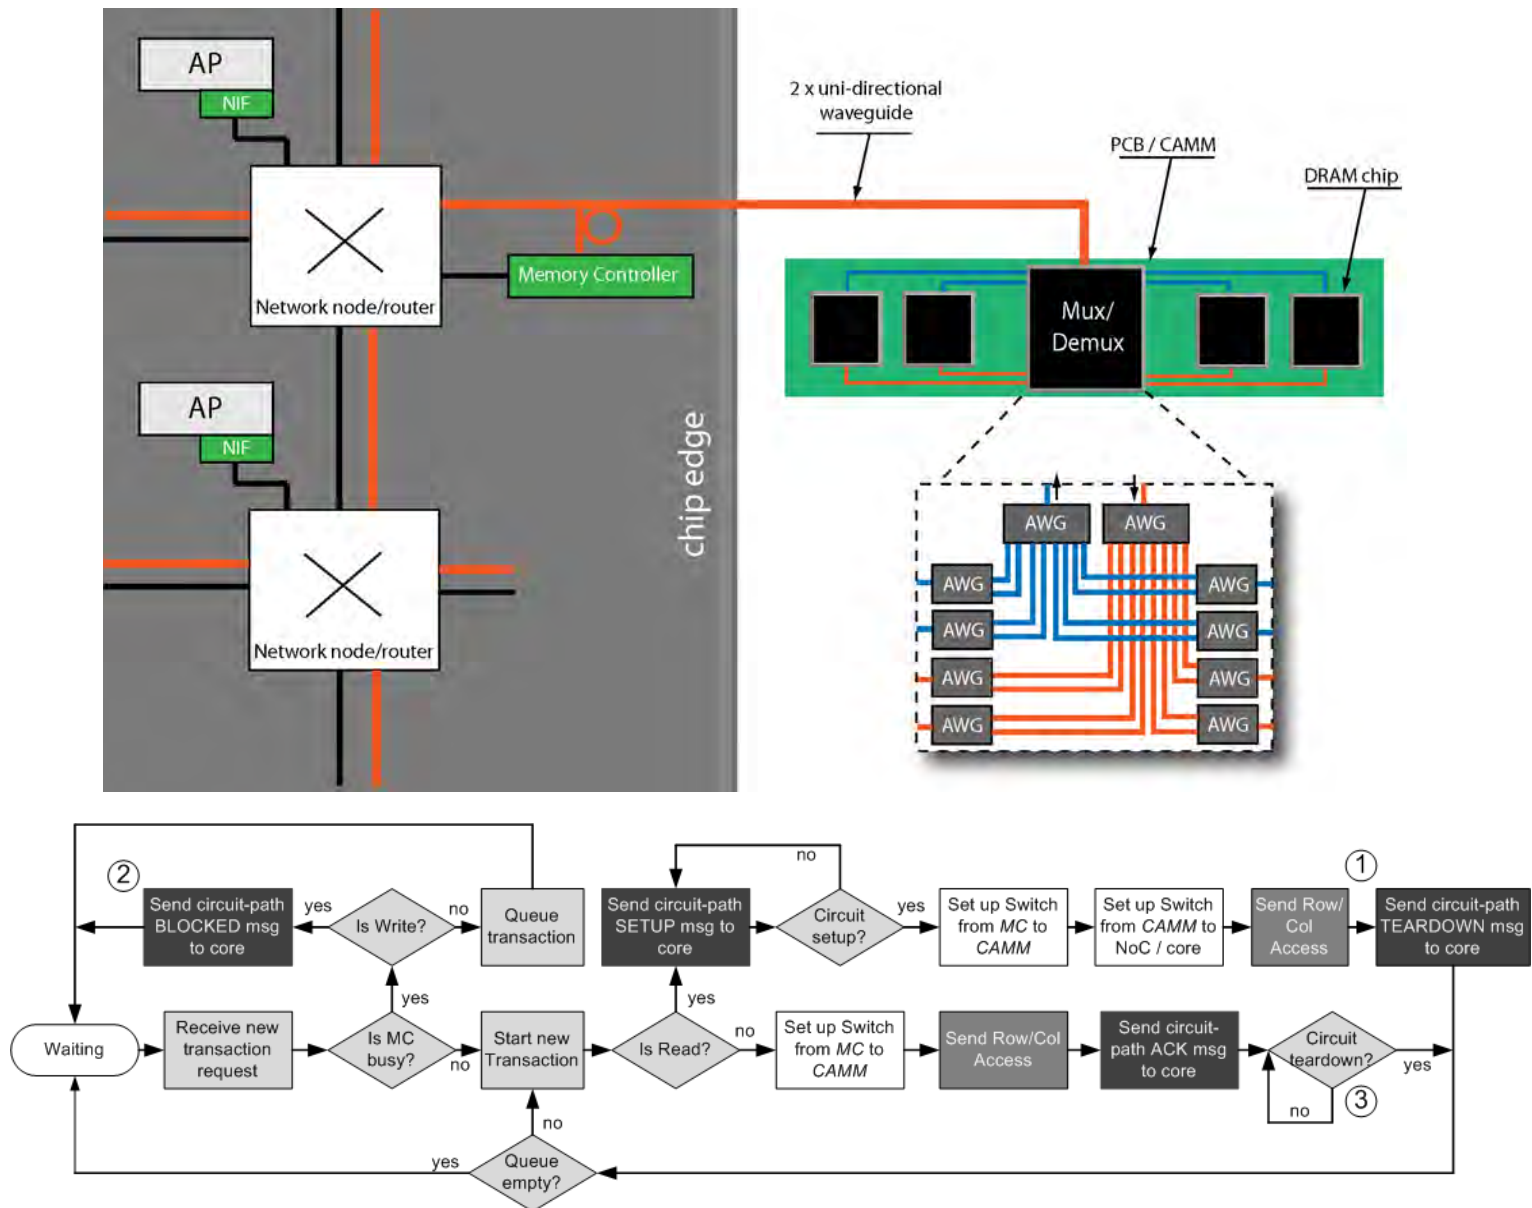 AP
NIF
Network node/router
Memory Controller
AP
NIF
Network node/router
chip edge
2 x uni-directional
waveguide
PCB / CAMM
DRAM chip
Mux/
Demux
AWG
AWG
AWG
AWG
AWG
AWG
AWG
AWG
AWG
AWG
2
Send circuit-path
BLOCKED msg
to core
yes
Is Write?
no
Queue
transaction
Send circuit-path
SETUP msg to
core
no
Circuit
setup?
yes
Set up Switch
from MC to
CAMM
Set up Switch
from CAMM to
NoC / core
1
Send Row/
Col
Access
Send circuit-path
TEARDOWN msg
to core
Waiting
Receive new
transaction
request
yes
Is MC
busy?
no
Start new
Transaction
yes
Is Read?
no
Set up Switch
from MC to
CAMM
Send Row/Col
Access
Send circuit-
path ACK msg
to core
Circuit
teardown?
yes
no
3
no
yes
Queue
empty?